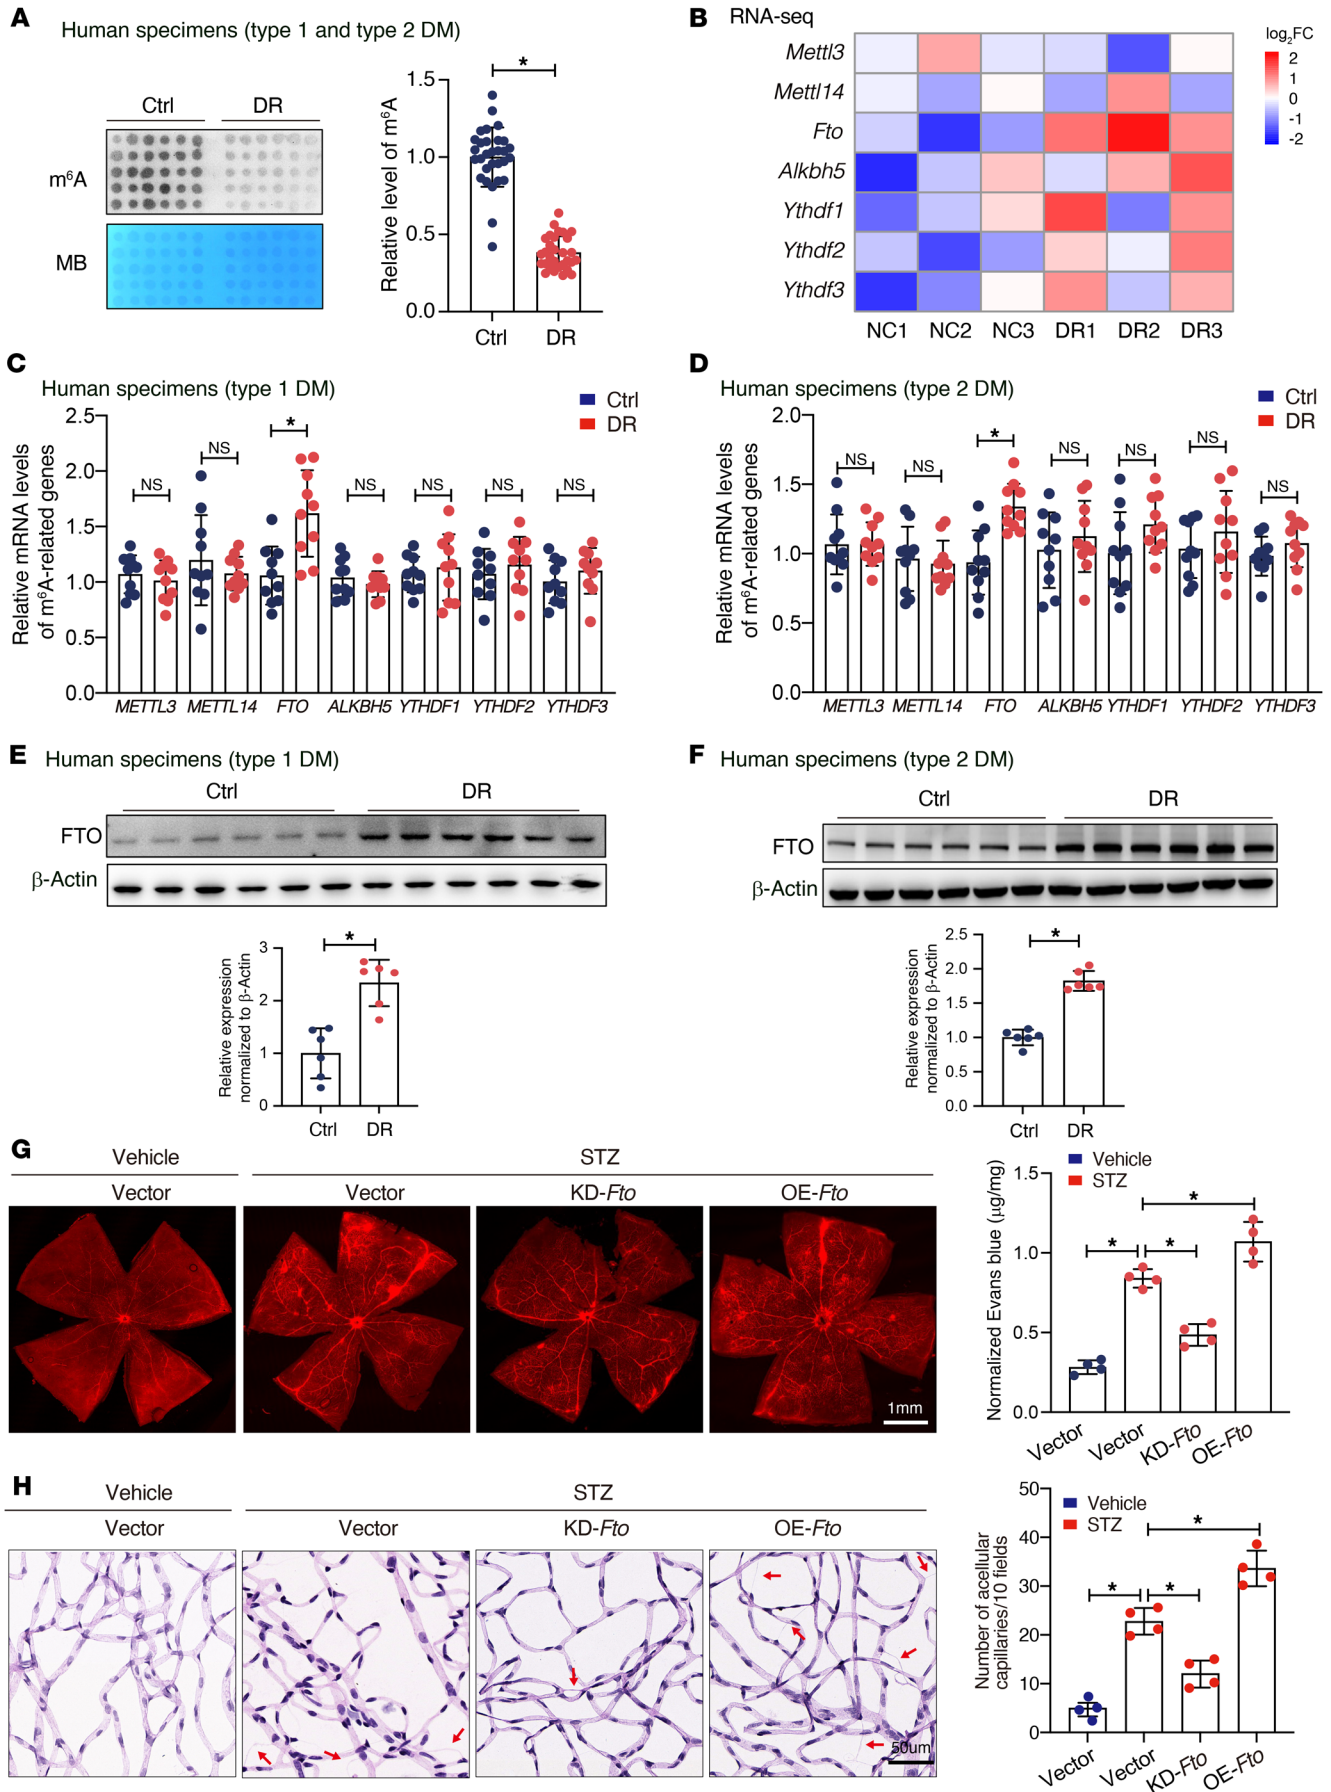 A
Human specimens (type 1 and type 2 DM)
Ctrl
DR
m⁶A
MB
Relative level of m⁶A
1.5
1.0
0.5
0.0
*
Ctrl
DR
B
RNA-seq
Mettl3
Mettl14
Fto
Alkbh5
Ythdf1
Ythdf2
Ythdf3
NC1
NC2
NC3
DR1
DR2
DR3
log₂FC
2
1
0
-1
-2
C
Human specimens (type 1 DM)
Ctrl
DR
Relative mRNA levels
of m⁶A-related genes
2.5
2.0
1.5
1.0
0.5
0.0
NS
NS
*
NS
NS
NS
NS
METTL3
METTL14
FTO
ALKBH5
YTHDF1
YTHDF2
YTHDF3
D
Human specimens (type 2 DM)
Ctrl
DR
Relative mRNA levels
of m⁶A-related genes
2.0
1.5
1.0
0.5
0.0
NS
NS
*
NS
NS
NS
NS
METTL3
METTL14
FTO
ALKBH5
YTHDF1
YTHDF2
YTHDF3
E
Human specimens (type 1 DM)
Ctrl
DR
FTO
β-Actin
Relative expression
normalized to β-Actin
3
2
1
0
*
Ctrl
DR
F
Human specimens (type 2 DM)
Ctrl
DR
FTO
β-Actin
Relative expression
normalized to β-Actin
2.5
2.0
1.5
1.0
0.5
0.0
*
Ctrl
DR
G
Vehicle
STZ
Vector
Vector
KD-Fto
OE-Fto
1mm
Vehicle
STZ
Normalized Evans blue (μg/mg)
1.5
1.0
0.5
0.0
*
*
*
Vector
Vector
KD-Fto
OE-Fto
H
Vehicle
STZ
Vector
Vector
KD-Fto
OE-Fto
50um
Vehicle
STZ
Number of acellular
capillaries/10 fields
50
40
30
20
10
0
*
*
*
Vector
Vector
KD-Fto
OE-Fto